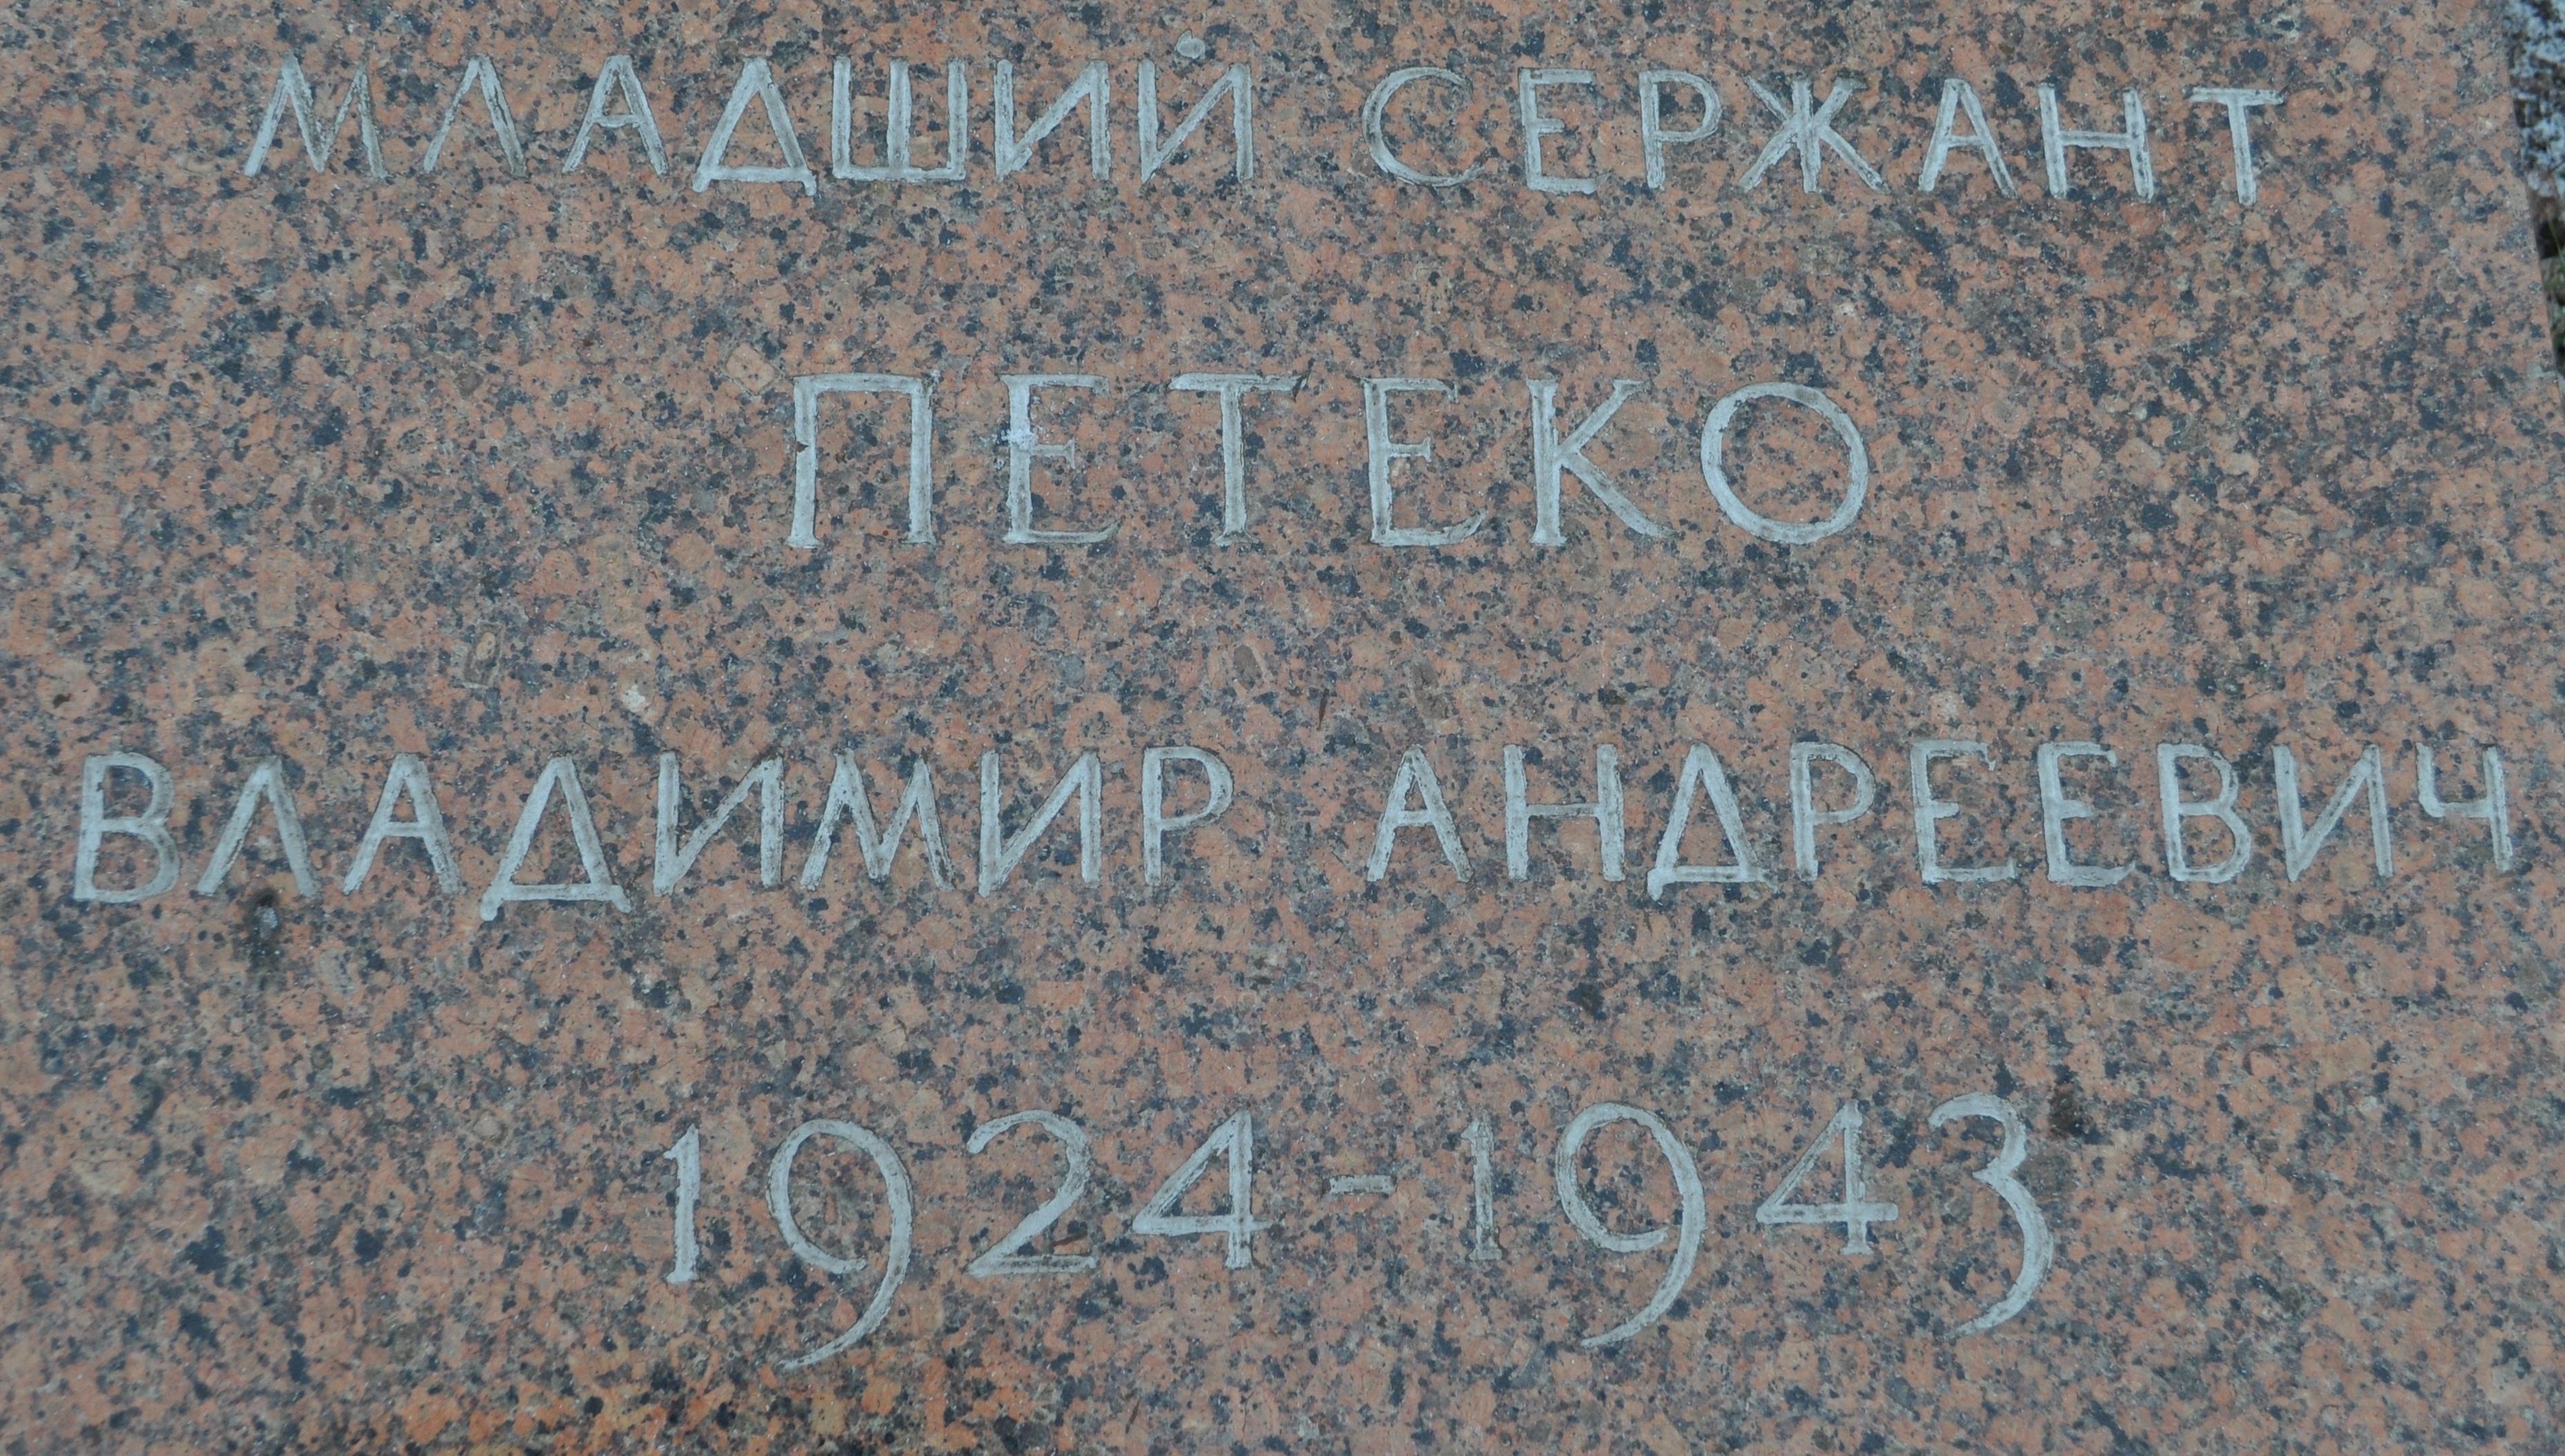 МЛАДШИЙ СЕРЖАНТ
ПЕТЕКО
ВЛАДИМИР АНДРЕЕВИЧ
1924-1943